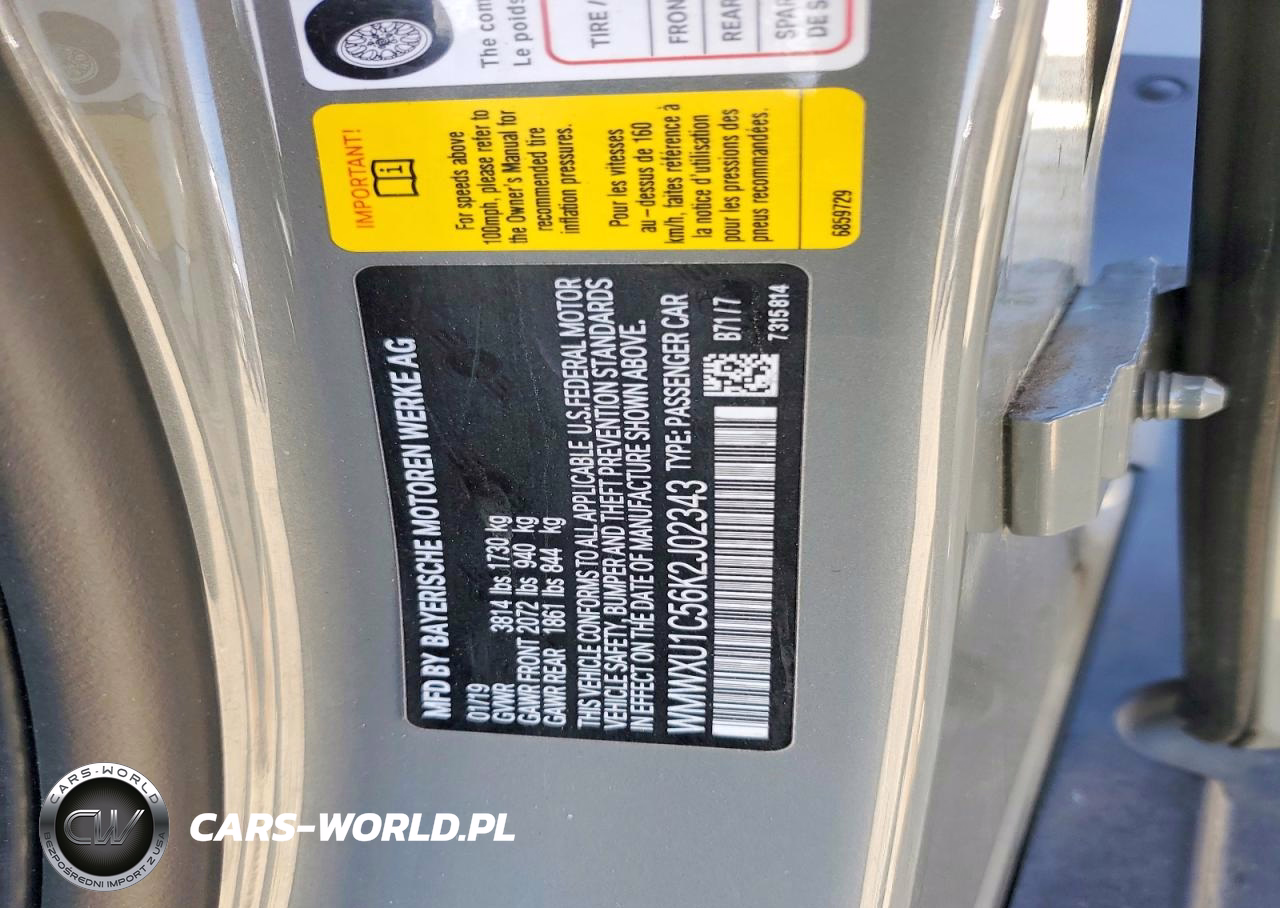 The com
Le poids
TIRE /
FRON
REAR
SPAR
DE S
IMPORTANT!
For speeds above
100mph, please refer to
the Owner's Manual for
recommended tire
inflation pressures.
Pour les vitesses
au-dessus de 160
km/h, faites référence à
la notice d'utilisation
pour les pressions des
pneus recommandées.
6859729
MFD BY BAYERISCHE MOTOREN WERKE AG
01/19
GVWR 3814 lbs 1730 kg
GAWR FRONT 2072 lbs 940 kg
GAWR REAR 1861 lbs 844 kg
THIS VEHICLE CONFORMS TO ALL APPLICABLE U.S.FEDERAL MOTOR
VEHICLE SAFETY, BUMPER AND THEFT PREVENTION STANDARDS
IN EFFECT ON THE DATE OF MANUFACTURE SHOWN ABOVE.
WMWXU1C56K2J02343 TYPE: PASSENGER CAR
B71/7
7315814
CARS-WORLD
CW
BEZPOŚREDNI IMPORT Z USA
CARS-WORLD.PL